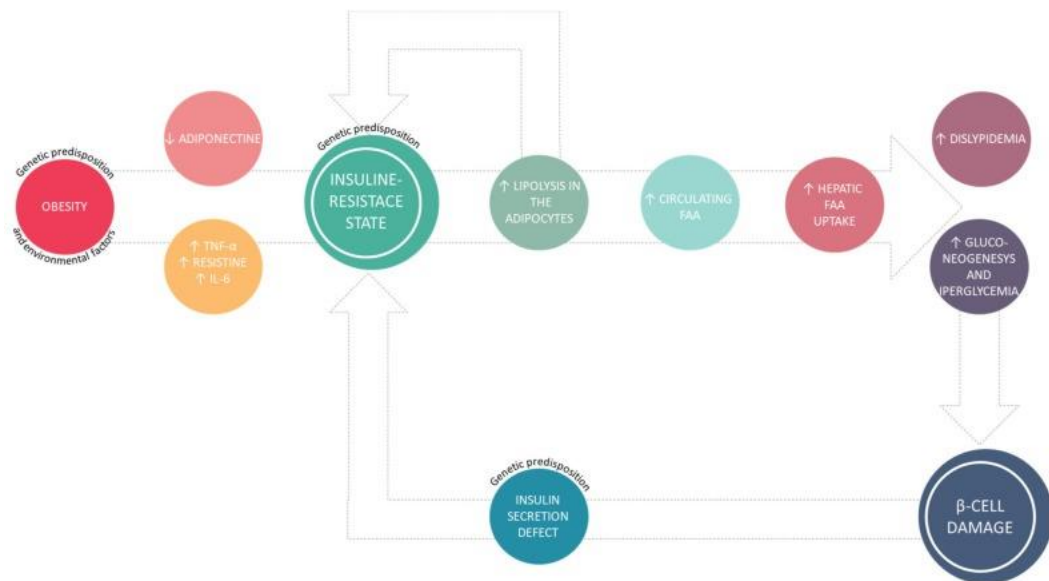 Genetic predisposition
OBESITY
and environmental factors
↓ ADIPONECTINE
↑ TNF-α
↑ RESISTINE
↑ IL-6
Genetic predisposition
INSULINE-
RESISTACE
STATE
↑ LIPOLYSIS IN
THE
ADIPOCYTES
↑ CIRCULATING
FAA
↑ HEPATIC
FAA
UPTAKE
↑ DISLYPIDEMIA
↑ GLUCO-
NEOGENESYS
AND
IPERGLYCEMIA
Genetic predisposition
INSULIN
SECRETION
DEFECT
β-CELL
DAMAGE